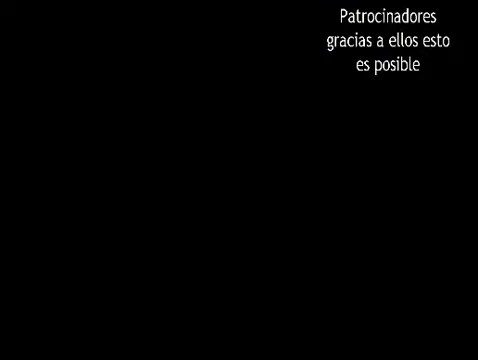 Patrocinadores
gracias a ellos esto
es posible